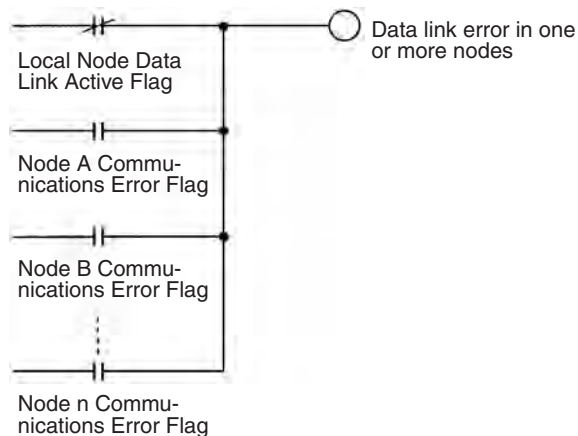 Data link error in one
or more nodes
Local Node Data
Link Active Flag
Node A Commu-
nications Error Flag
Node B Commu-
nications Error Flag
Node n Commu-
nications Error Flag